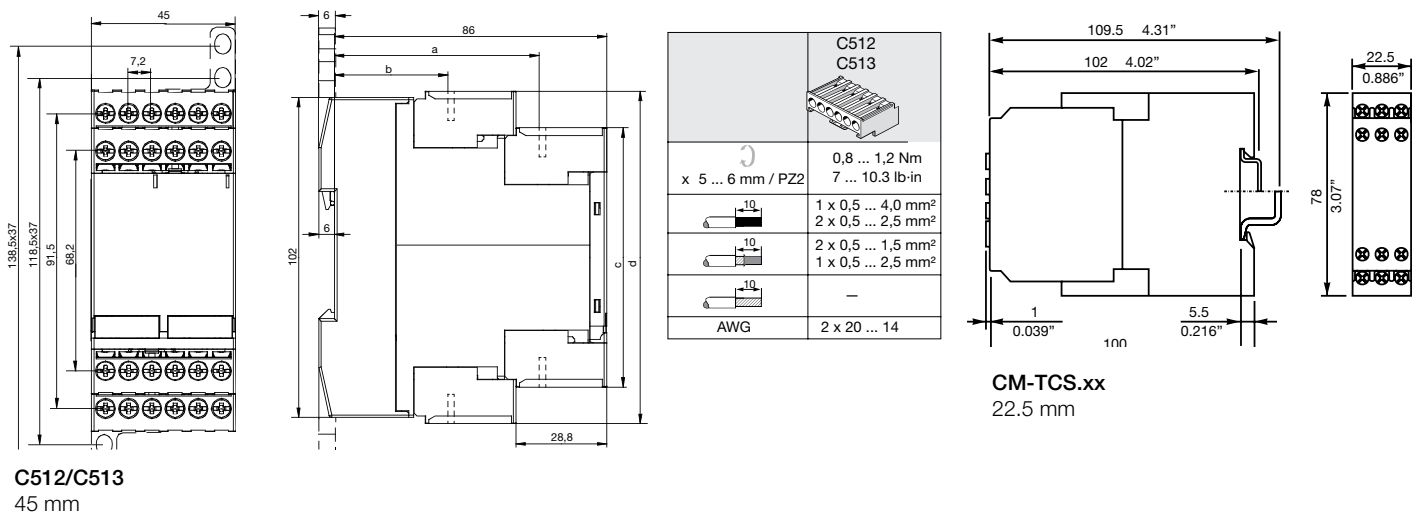 45
7,2
138,5x37
118,5x37
91,5
68,2
C512/C513
45 mm
6
86
a
b
6
102
c
d
28,8
C512
C513
x 5 ... 6 mm / PZ2
0,8 ... 1,2 Nm
7 ... 10.3 lb·in
10
1 x 0,5 ... 4,0 mm²
2 x 0,5 ... 2,5 mm²
10
2 x 0,5 ... 1,5 mm²
1 x 0,5 ... 2,5 mm²
10
—
AWG
2 x 20 ... 14
109.5 4.31”
102 4.02”
22.5
0.886”
78
3.07”
1
0.039”
5.5
0.216”
100
CM-TCS.xx
22.5 mm